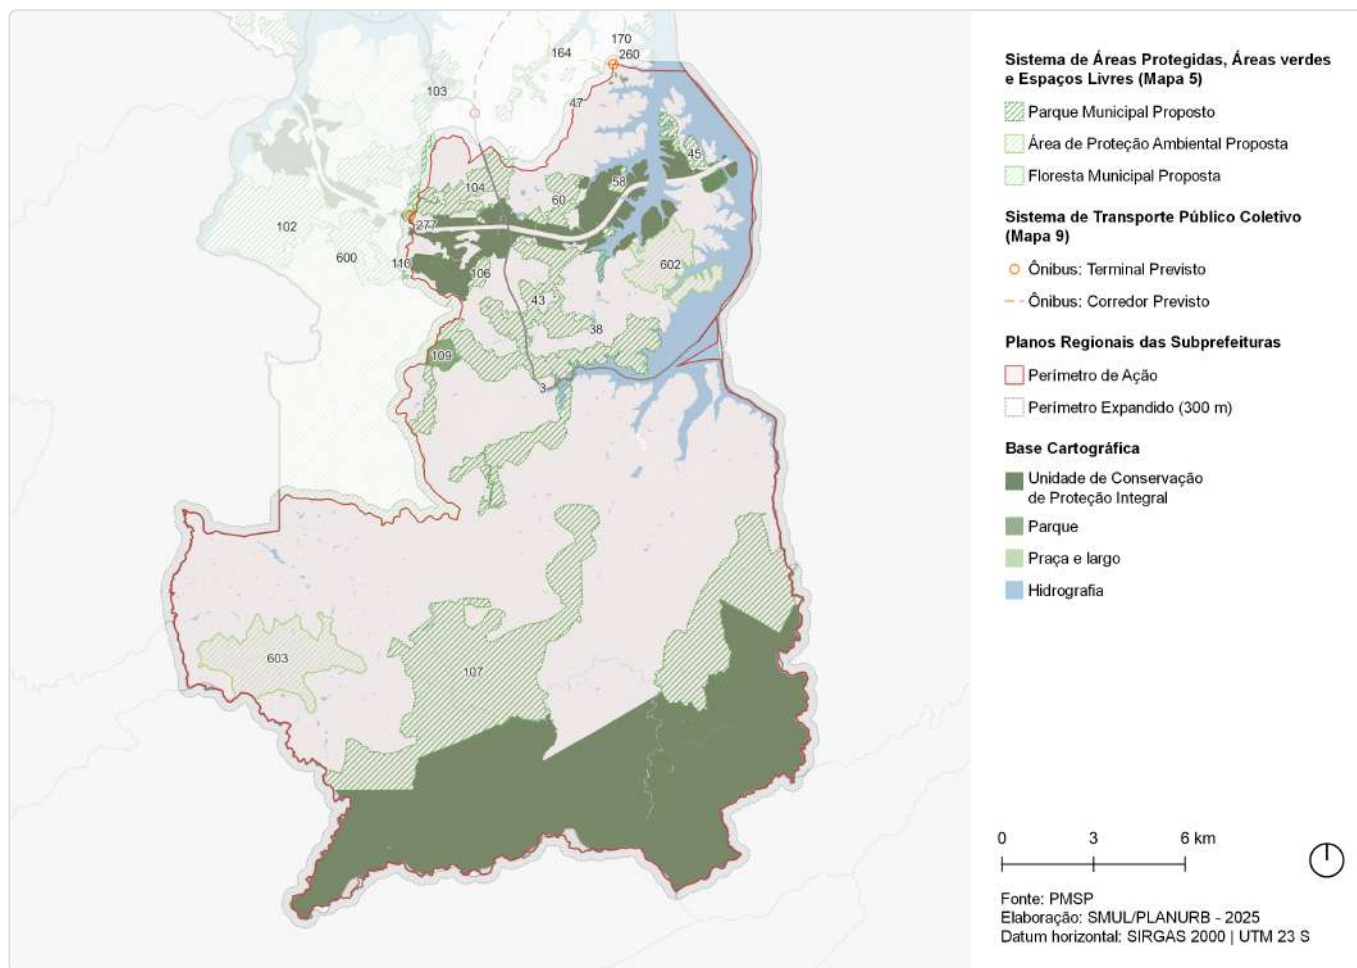 170
164
260
103
47
45
104
58
60
277
102
600
110
106
602
43
38
109
3
603
107
Sistema de Áreas Protegidas, Áreas verdes
e Espaços Livres (Mapa 5)
Parque Municipal Proposto
Área de Proteção Ambiental Proposta
Floresta Municipal Proposta
Sistema de Transporte Público Coletivo
(Mapa 9)
Ônibus: Terminal Previsto
Ônibus: Corredor Previsto
Planos Regionais das Subprefeituras
Perímetro de Ação
Perímetro Expandido (300 m)
Base Cartográfica
Unidade de Conservação
de Proteção Integral
Parque
Praça e largo
Hidrografia
0 3 6 km
Fonte: PMSP
Elaboração: SMUL/PLANURB - 2025
Datum horizontal: SIRGAS 2000 | UTM 23 S